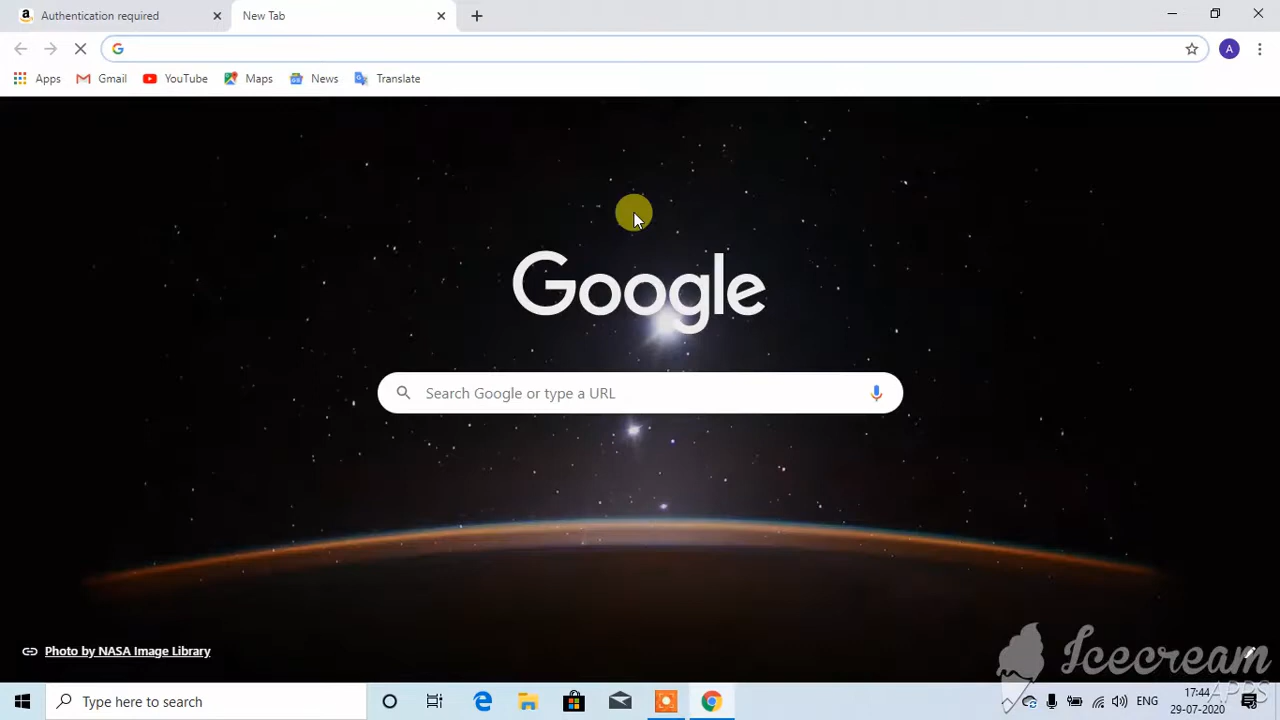 Authentication required
New Tab
Apps
Gmail
YouTube
Maps
News
Translate
A
Google
Search Google or type a URL
Photo by NASA Image Library
Icecream
APPS
Type here to search
ENG
17:44
29-07-2020